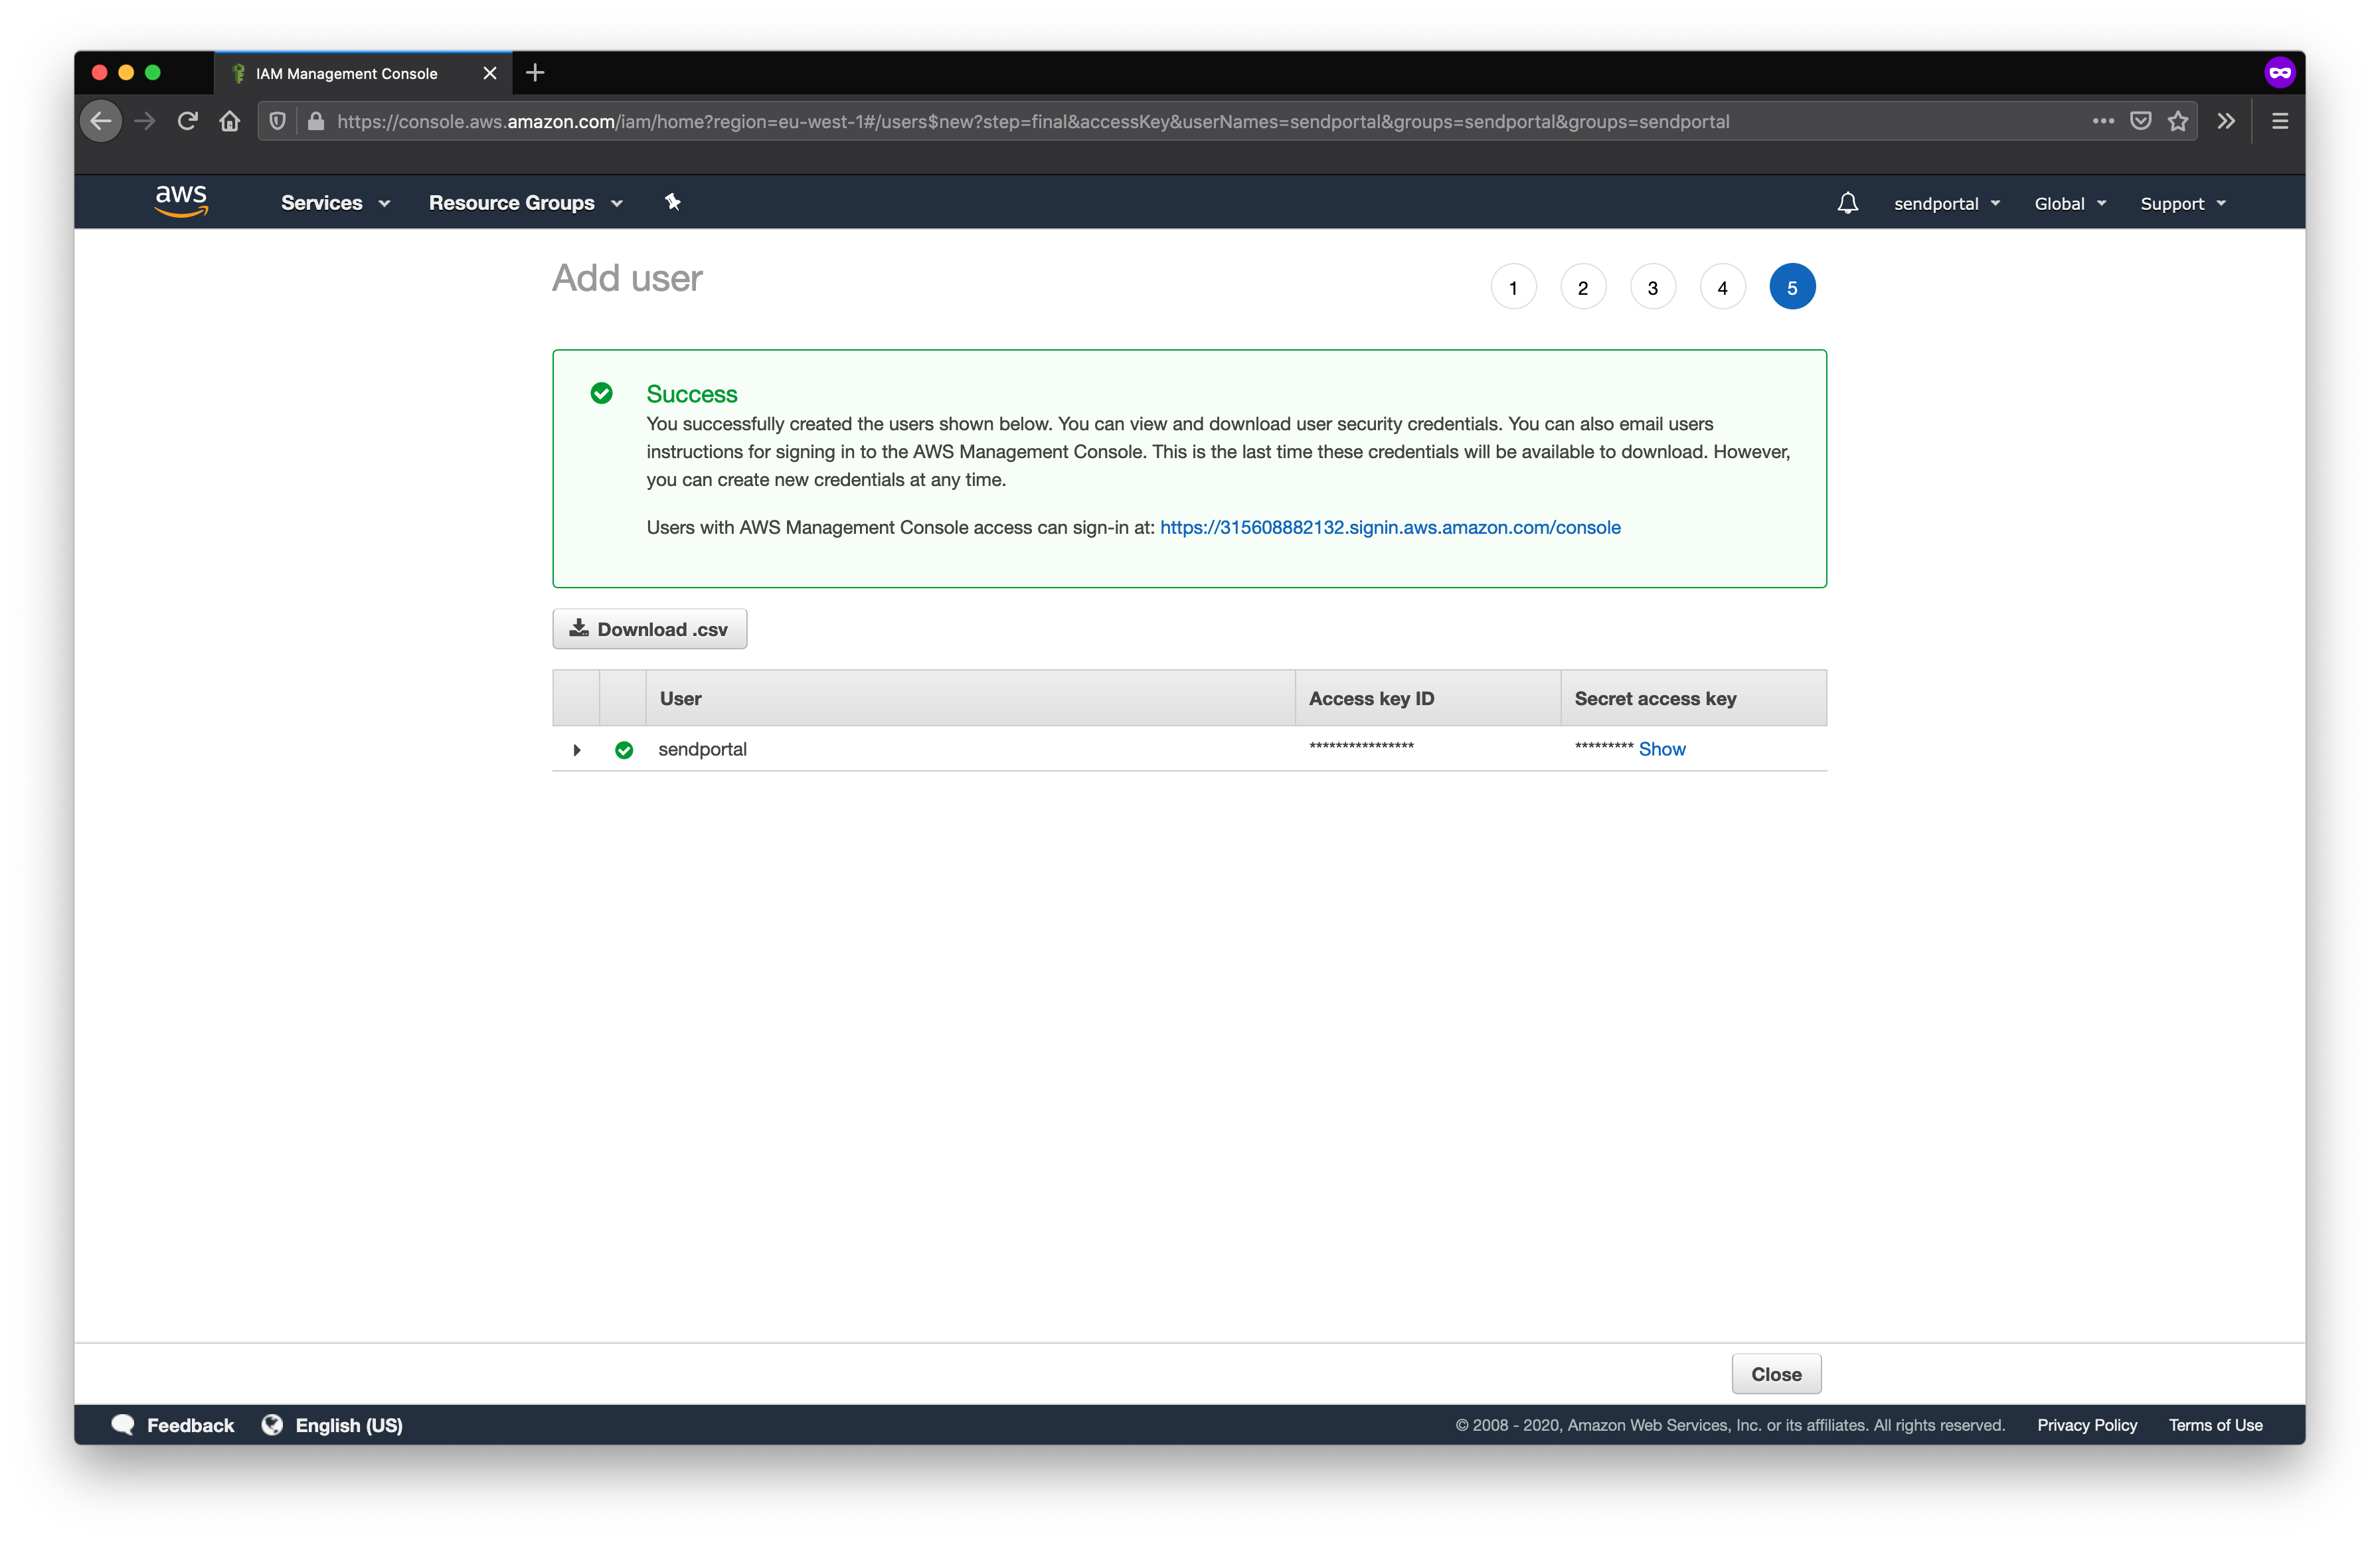 IAM Management Console
https://console.aws.amazon.com/iam/home?region=eu-west-1#/users$new?step=final&accessKey&userNames=sendportal&groups=sendportal&groups=sendportal
aws Services Resource Groups sendportal Global Support
Add user 1 2 3 4 5
Success
You successfully created the users shown below. You can view and download user security credentials. You can also email users
instructions for signing in to the AWS Management Console. This is the last time these credentials will be available to download. However,
you can create new credentials at any time.
Users with AWS Management Console access can sign-in at: https://315608882132.signin.aws.amazon.com/console
Download .csv
User Access key ID Secret access key
sendportal **************** ********* Show
Close
Feedback English (US) © 2008 - 2020, Amazon Web Services, Inc. or its affiliates. All rights reserved. Privacy Policy Terms of Use